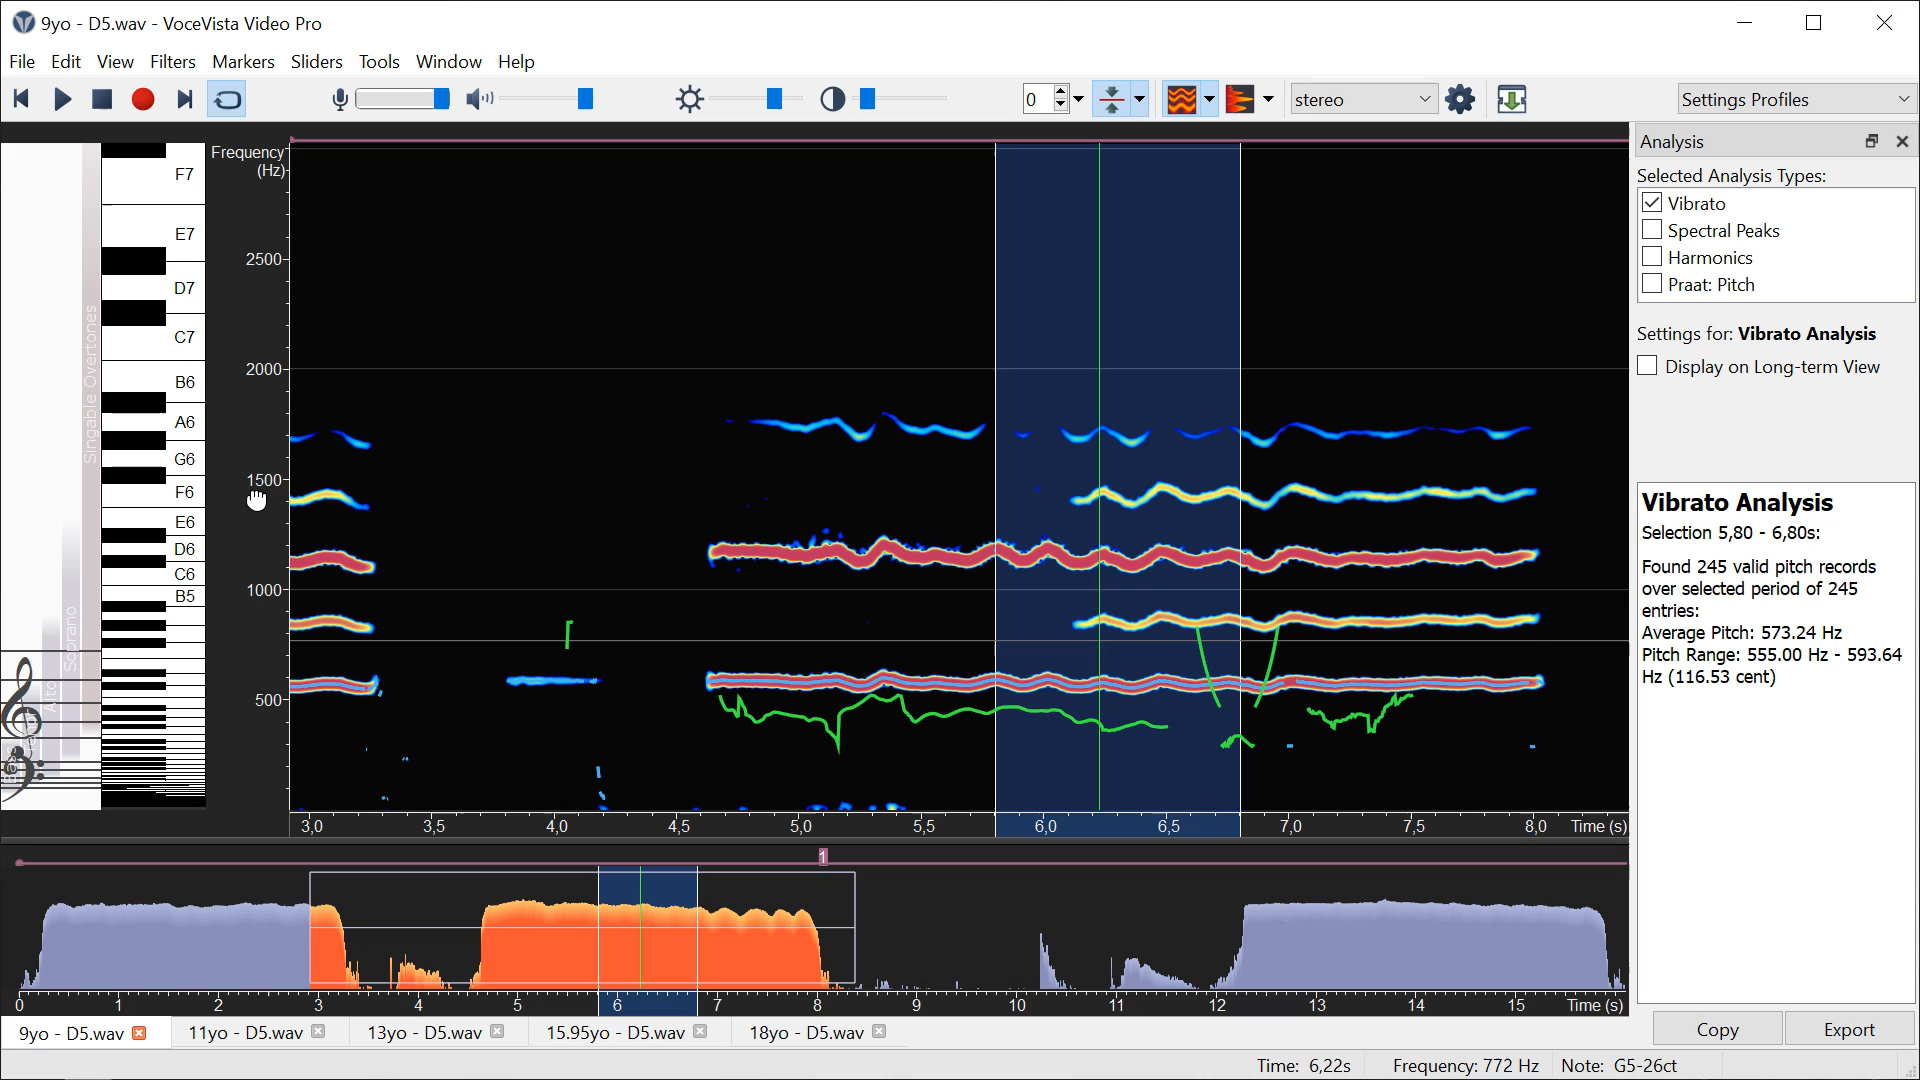 9yo - D5.wav - VoceVista Video Pro
File Edit View Filters Markers Sliders Tools Window Help
0 stereo Settings Profiles
Frequency
(Hz)
2500
2000
1500
1000
500
F7
E7
D7
C7
B6
A6
G6
F6
E6
D6
C6
B5
Singable Overtones
Soprano
Alto
3,0 3,5 4,0 4,5 5,0 5,5 6,0 6,5 7,0 7,5 8,0 Time (s)
1
0 1 2 3 4 5 6 7 8 9 10 11 12 13 14 15 Time (s)
9yo - D5.wav 11yo - D5.wav 13yo - D5.wav 15.95yo - D5.wav 18yo - D5.wav
Analysis
Selected Analysis Types:
Vibrato
Spectral Peaks
Harmonics
Praat: Pitch
Settings for: Vibrato Analysis
Display on Long-term View
Vibrato Analysis
Selection 5,80 - 6,80s:
Found 245 valid pitch records
over selected period of 245
entries:
Average Pitch: 573.24 Hz
Pitch Range: 555.00 Hz - 593.64
Hz (116.53 cent)
Copy Export
Time: 6,22s Frequency: 772 Hz Note: G5-26ct